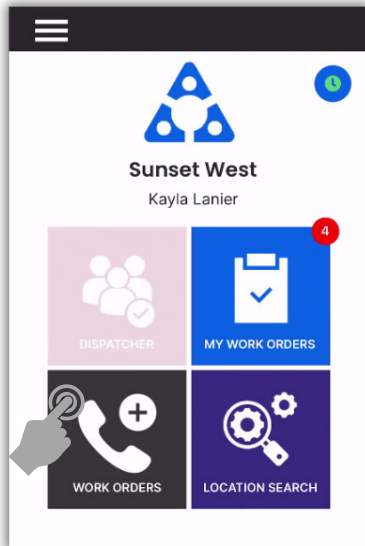 Sunset West
Kayla Lanier
4
DISPATCHER
MY WORK ORDERS
WORK ORDERS
LOCATION SEARCH